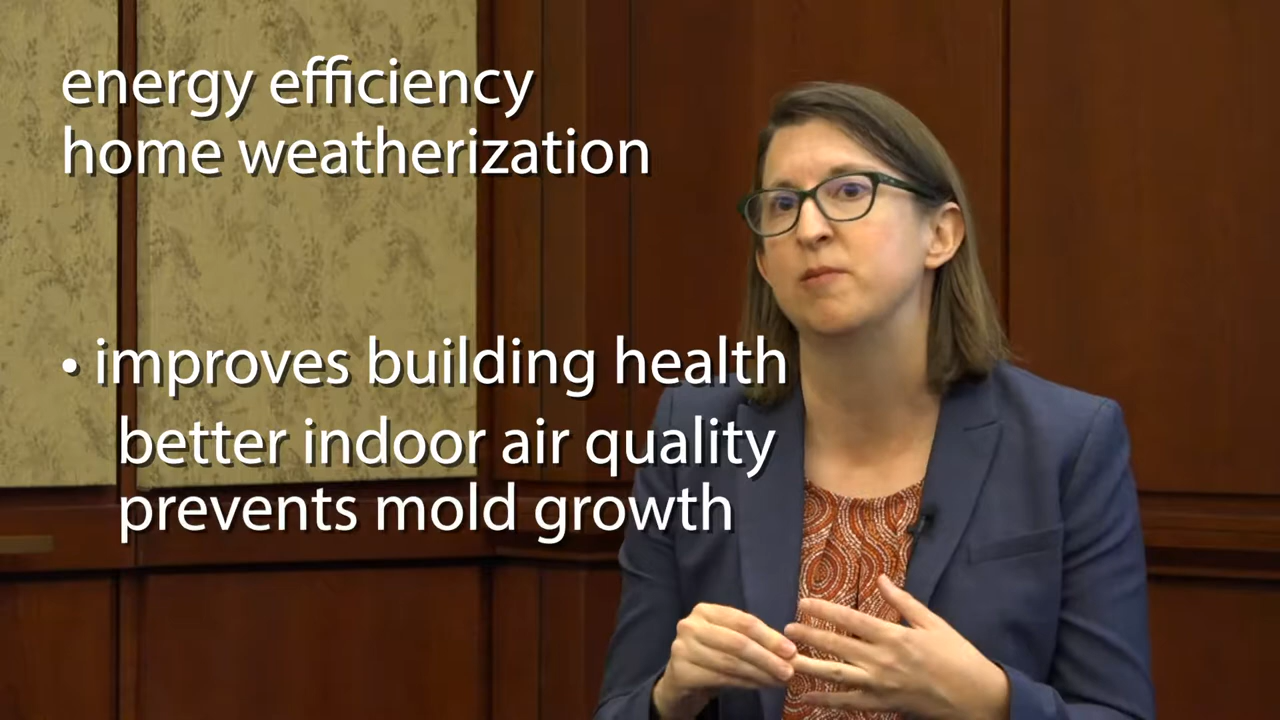 energy efficiency
home weatherization
• improves building health
better indoor air quality
prevents mold growth